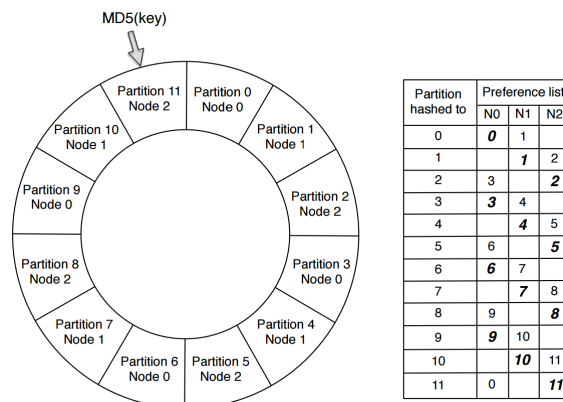 MD5(key)
Partition 11
Node 2
Partition 0
Node 0
Partition 10
Node 1
Partition 1
Node 1
Partition 9
Node 0
Partition 2
Node 2
Partition 8
Node 2
Partition 3
Node 0
Partition 7
Node 1
Partition 4
Node 1
Partition 6
Node 0
Partition 5
Node 2
Partition hashed to
Preference list
N0 N1 N2
0 0 1
1 1 2
2 3 2
3 3 4
4 4 5
5 6 5
6 6 7
7 7 8
8 9 8
9 9 10
10 10 11
11 0 11